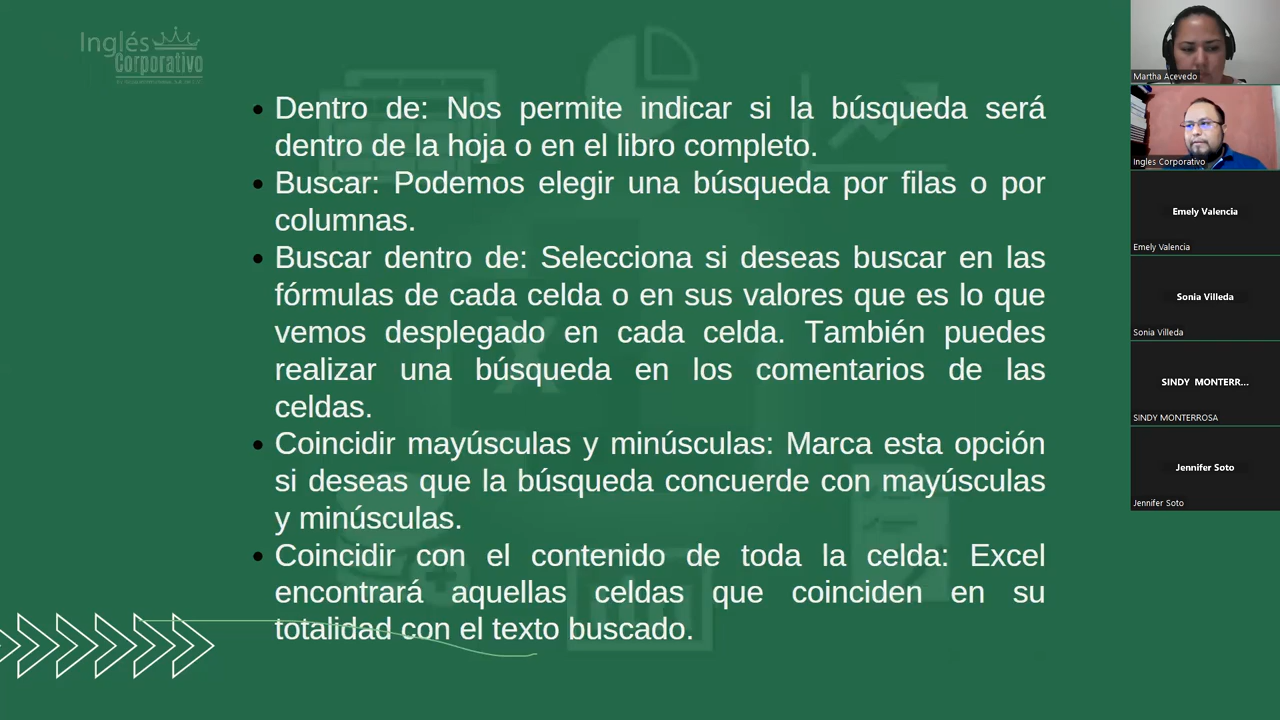 Inglés
Corporativo
Dentro de: Nos permite indicar si la búsqueda será
dentro de la hoja o en el libro completo.
Buscar: Podemos elegir una búsqueda por filas o por
columnas.
Buscar dentro de: Selecciona si deseas buscar en las
fórmulas de cada celda o en sus valores que es lo que
vemos desplegado en cada celda. También puedes
realizar una búsqueda en los comentarios de las
celdas.
Coincidir mayúsculas y minúsculas: Marca esta opción
si deseas que la búsqueda concuerde con mayúsculas
y minúsculas.
Coincidir con el contenido de toda la celda: Excel
encontrará aquellas celdas que coinciden en su
totalidad con el texto buscado.
Martha Acevedo
Ingles Corporativo
Emely Valencia
Emely Valencia
Sonia Villeda
Sonia Villeda
SINDY MONTERR...
SINDY MONTERROSA
Jennifer Soto
Jennifer Soto